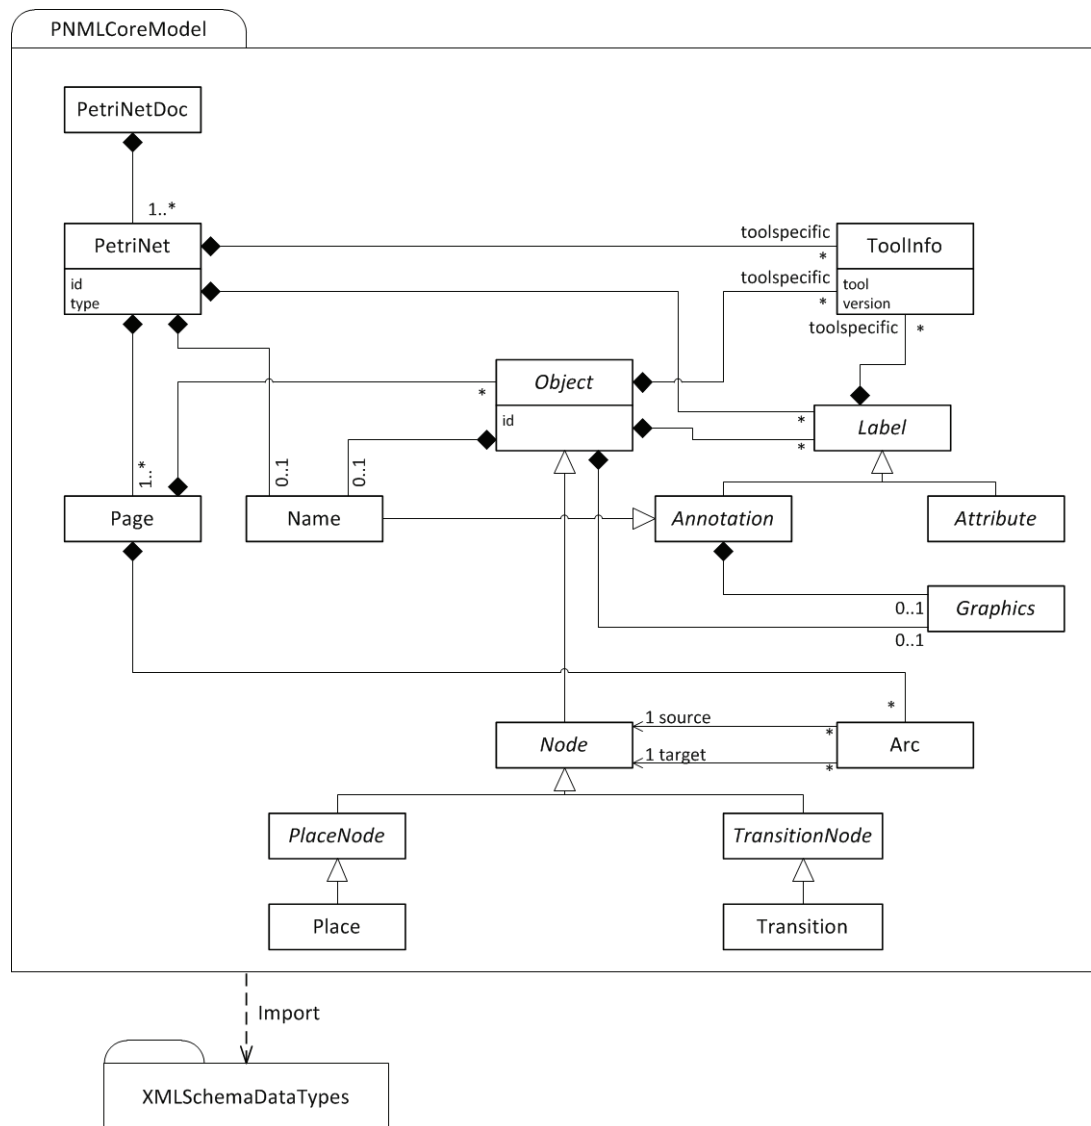 PNMLCoreModel
PetriNetDoc
1..*
PetriNet
id
type
toolspecific
*
toolspecific
*
ToolInfo
tool
version
toolspecific *
Object
id
*
*
*
Label
1..*
0..1
0..1
Page
Name
Annotation
Attribute
0..1
0..1
Graphics
*
1 source
*
1 target
*
Node
Arc
PlaceNode
TransitionNode
Place
Transition
Import
XMLSchemaDataTypes